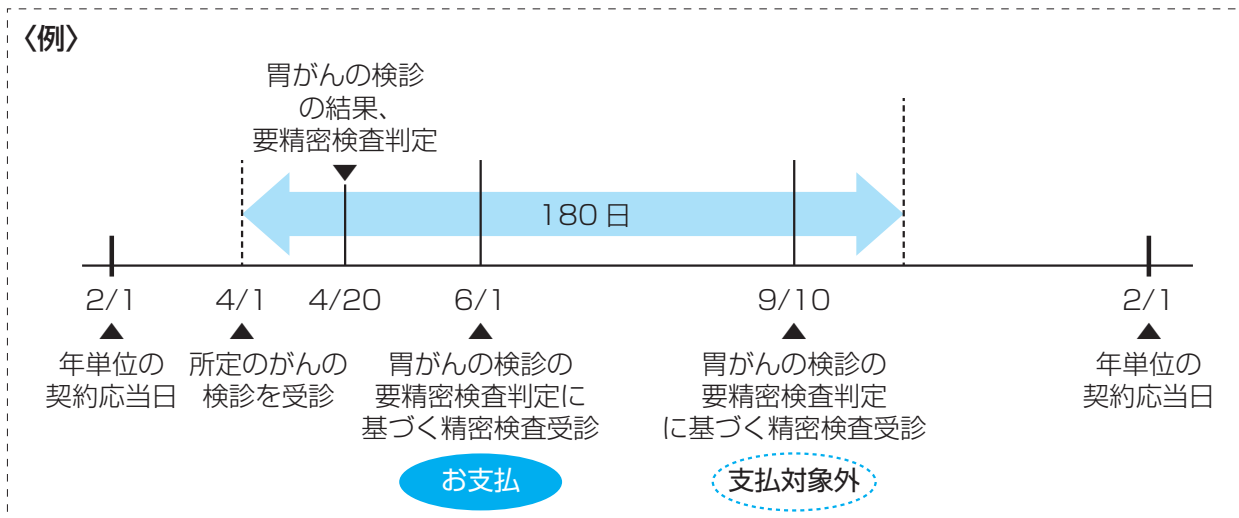 〈例〉
胃がんの検診
の結果、
要精密検査判定
180日
2/1
4/1
4/20
6/1
9/10
2/1
年単位の
契約応当日
所定のがんの
検診を受診
胃がんの検診の
要精密検査判定に
基づく精密検査受診
胃がんの検診の
要精密検査判定
に基づく精密検査受診
年単位の
契約応当日
お支払
支払対象外